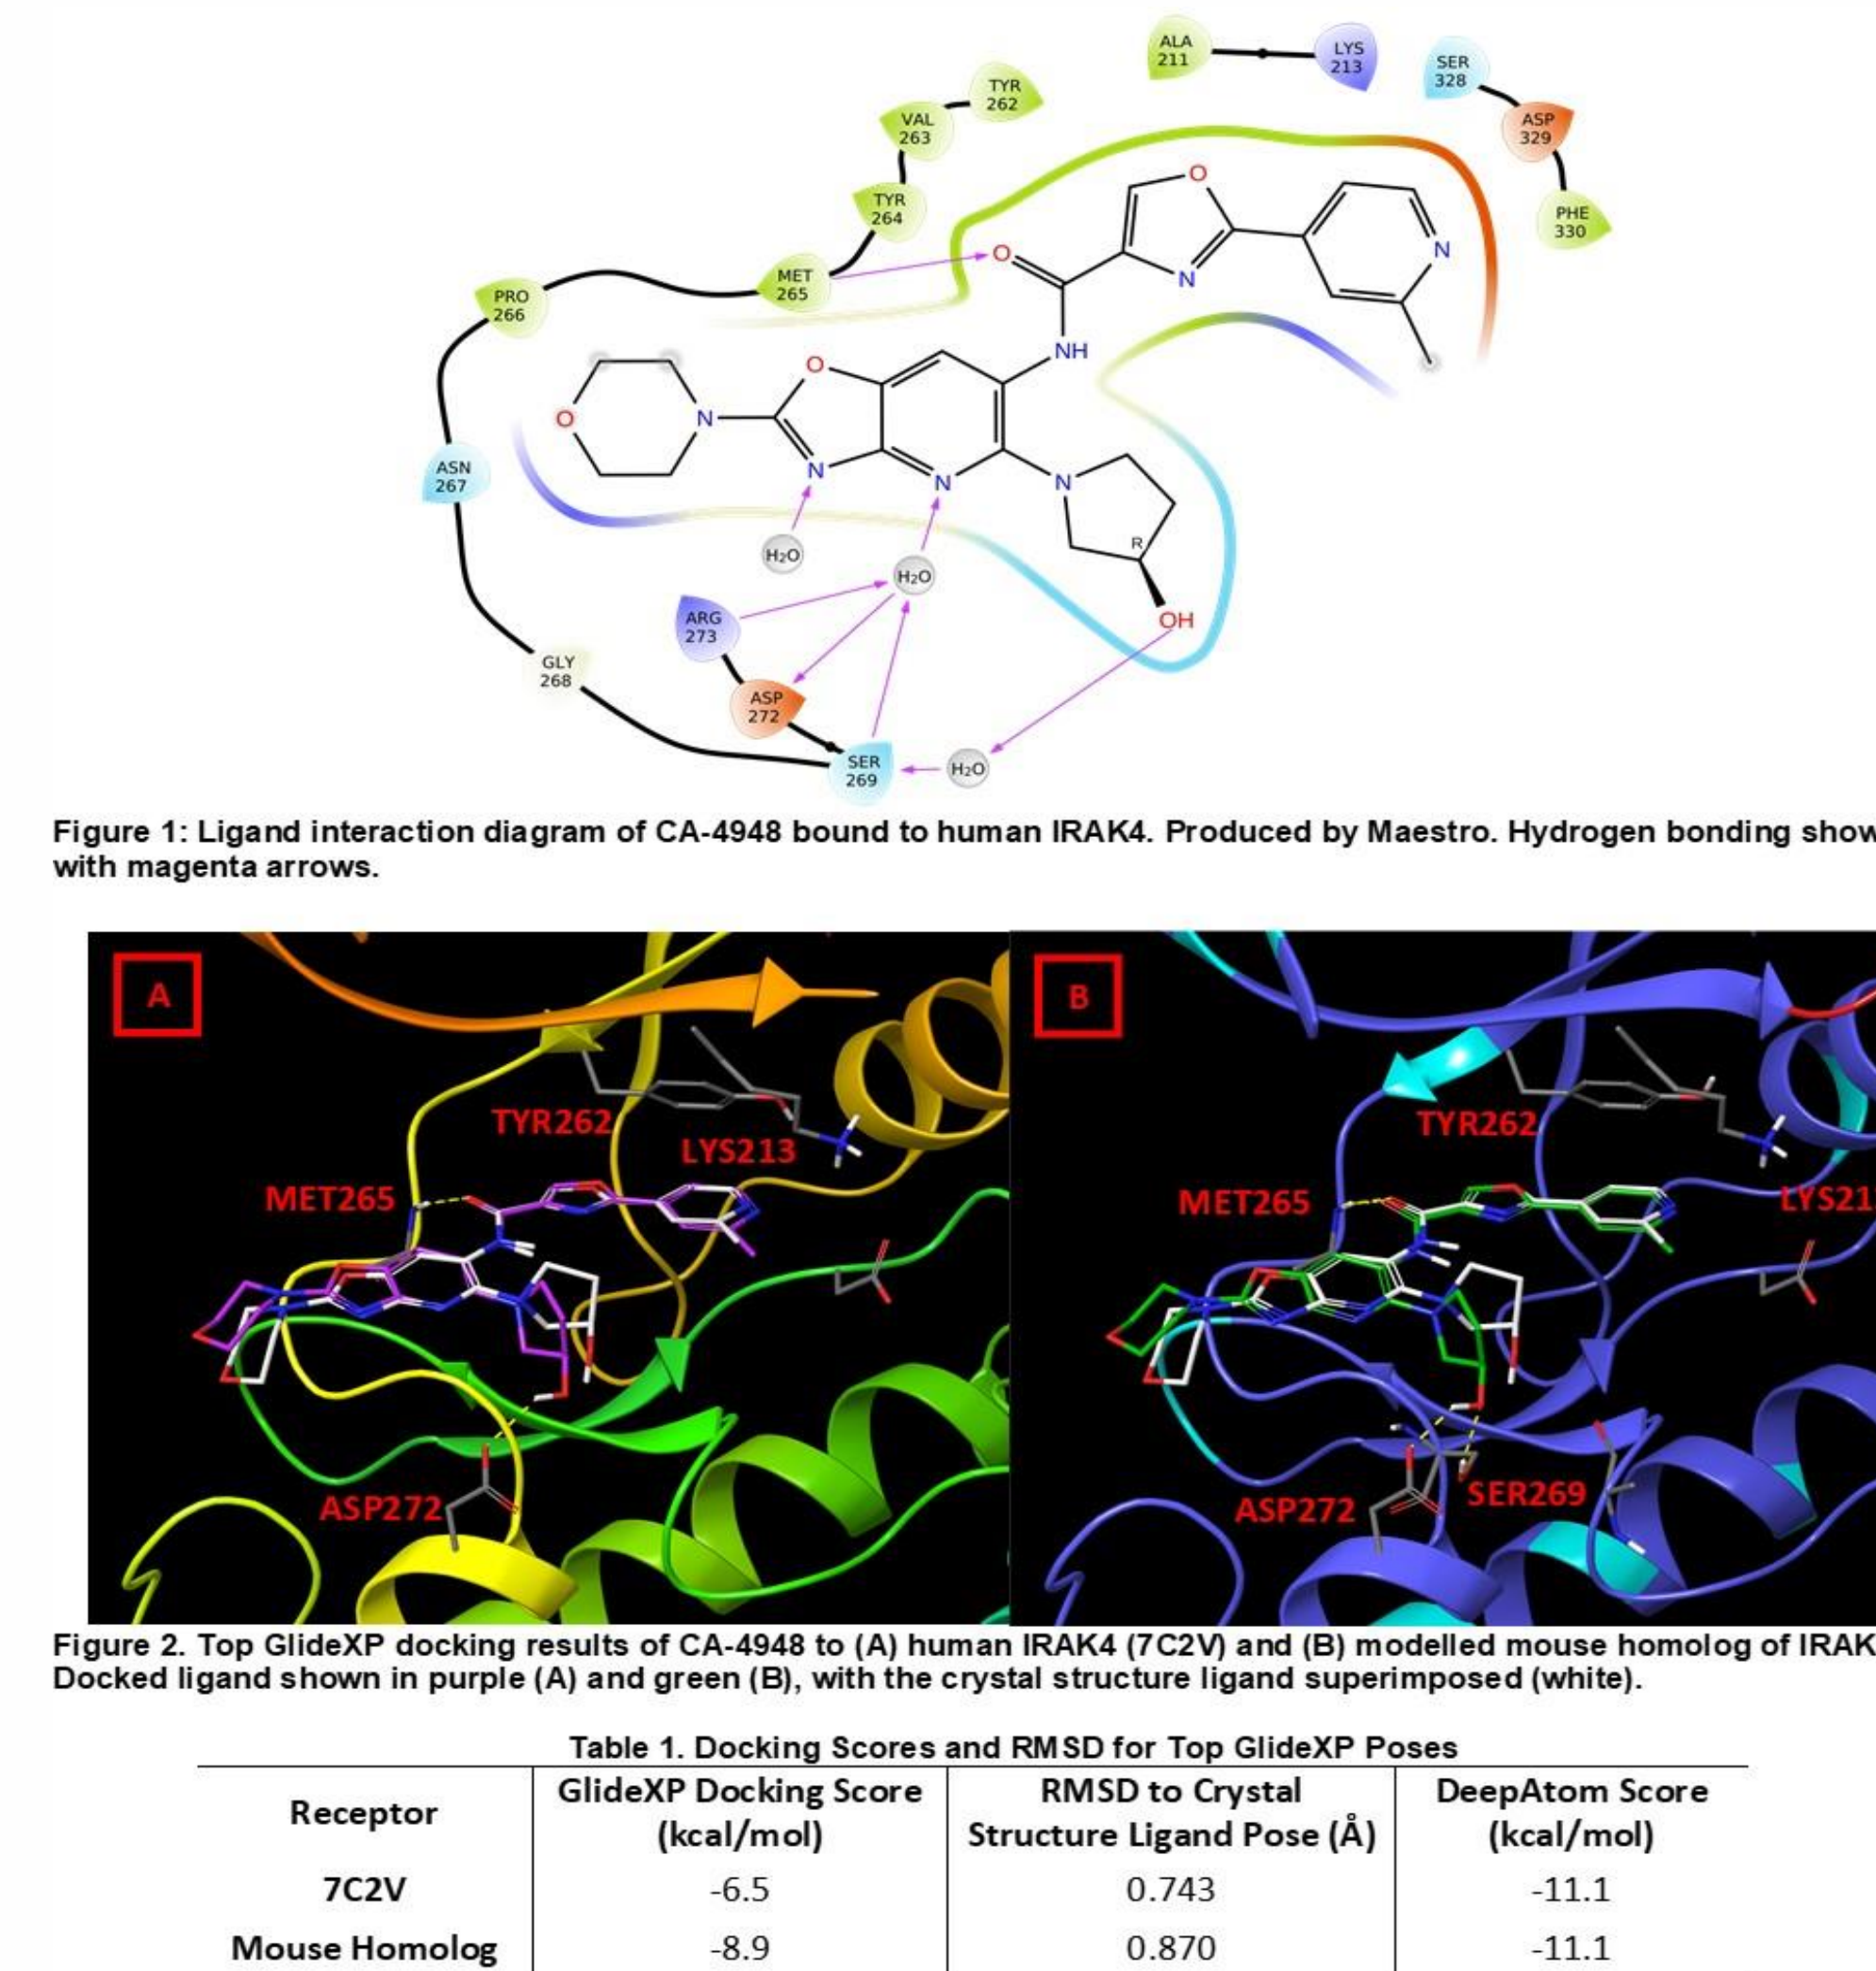 ALA
211
LYS
213
SER
328
TYR
262
VAL
263
ASP
329
TYR
264
PHE
330
O
O
N
N
MET
265
PRO
266
NH
O
O
N
N
N
N
ASN
267
R
H₂O
H₂O
OH
ARG
273
GLY
268
ASP
272
SER
269
H₂O
Figure 1: Ligand interaction diagram of CA-4948 bound to human IRAK4. Produced by Maestro. Hydrogen bonding show
with magenta arrows.
A
TYR262
LYS213
MET265
ASP272
B
TYR262
MET265
LYS21
SER269
ASP272
Figure 2. Top GlideXP docking results of CA-4948 to (A) human IRAK4 (7C2V) and (B) modelled mouse homolog of IRAK
Docked ligand shown in purple (A) and green (B), with the crystal structure ligand superimposed (white).
Table 1. Docking Scores and RMSD for Top GlideXP Poses
Receptor GlideXP Docking Score (kcal/mol) RMSD to Crystal Structure Ligand Pose (Å) DeepAtom Score (kcal/mol)
7C2V -6.5 0.743 -11.1
Mouse Homolog -8.9 0.870 -11.1